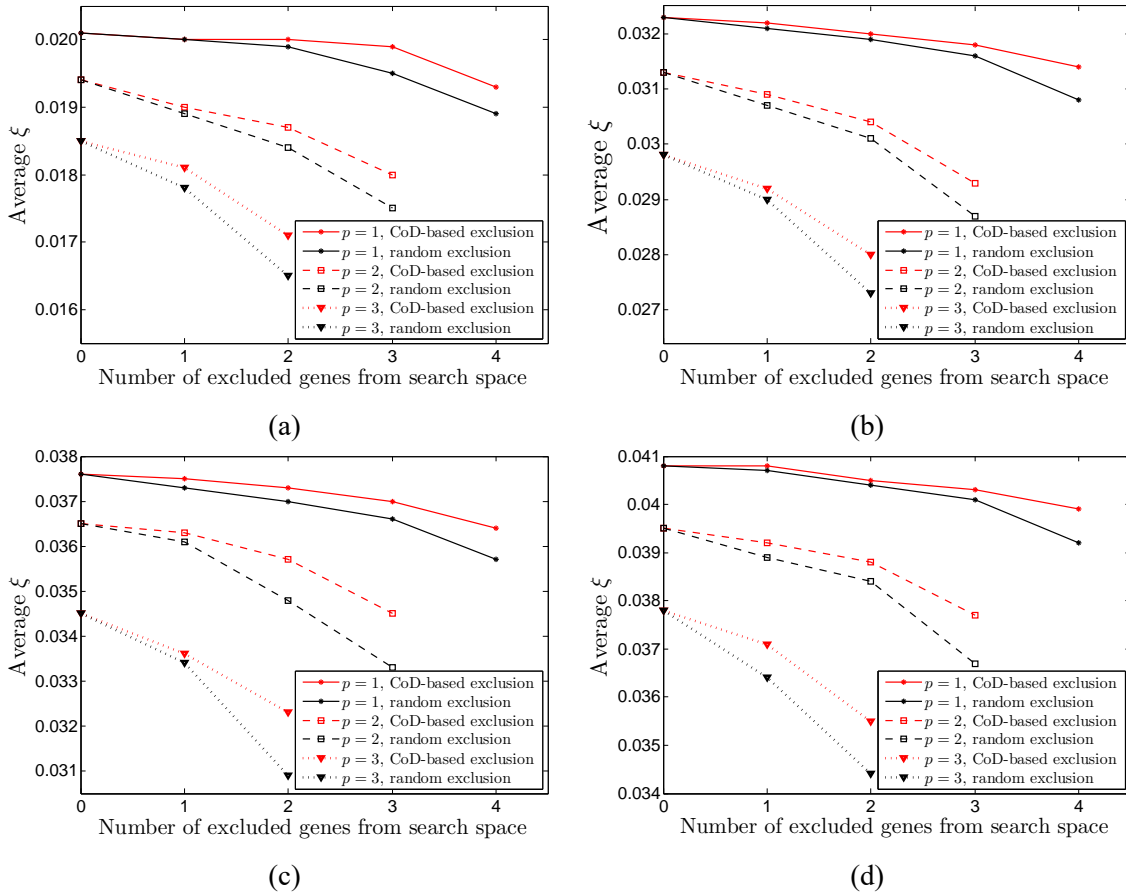 0.020
0.019
0.018
0.017
0.016
Average ξ
0 1 2 3 4
Number of excluded genes from search space
p = 1, CoD-based exclusion
p = 1, random exclusion
p = 2, CoD-based exclusion
p = 2, random exclusion
p = 3, CoD-based exclusion
p = 3, random exclusion
(a)
0.032
0.031
0.03
0.029
0.028
0.027
Average ξ
0 1 2 3 4
Number of excluded genes from search space
p = 1, CoD-based exclusion
p = 1, random exclusion
p = 2, CoD-based exclusion
p = 2, random exclusion
p = 3, CoD-based exclusion
p = 3, random exclusion
(b)
0.038
0.037
0.036
0.035
0.034
0.033
0.032
0.031
Average ξ
0 1 2 3 4
Number of excluded genes from search space
p = 1, CoD-based exclusion
p = 1, random exclusion
p = 2, CoD-based exclusion
p = 2, random exclusion
p = 3, CoD-based exclusion
p = 3, random exclusion
(c)
0.041
0.04
0.039
0.038
0.037
0.036
0.035
0.034
Average ξ
0 1 2 3 4
Number of excluded genes from search space
p = 1, CoD-based exclusion
p = 1, random exclusion
p = 2, CoD-based exclusion
p = 2, random exclusion
p = 3, CoD-based exclusion
p = 3, random exclusion
(d)